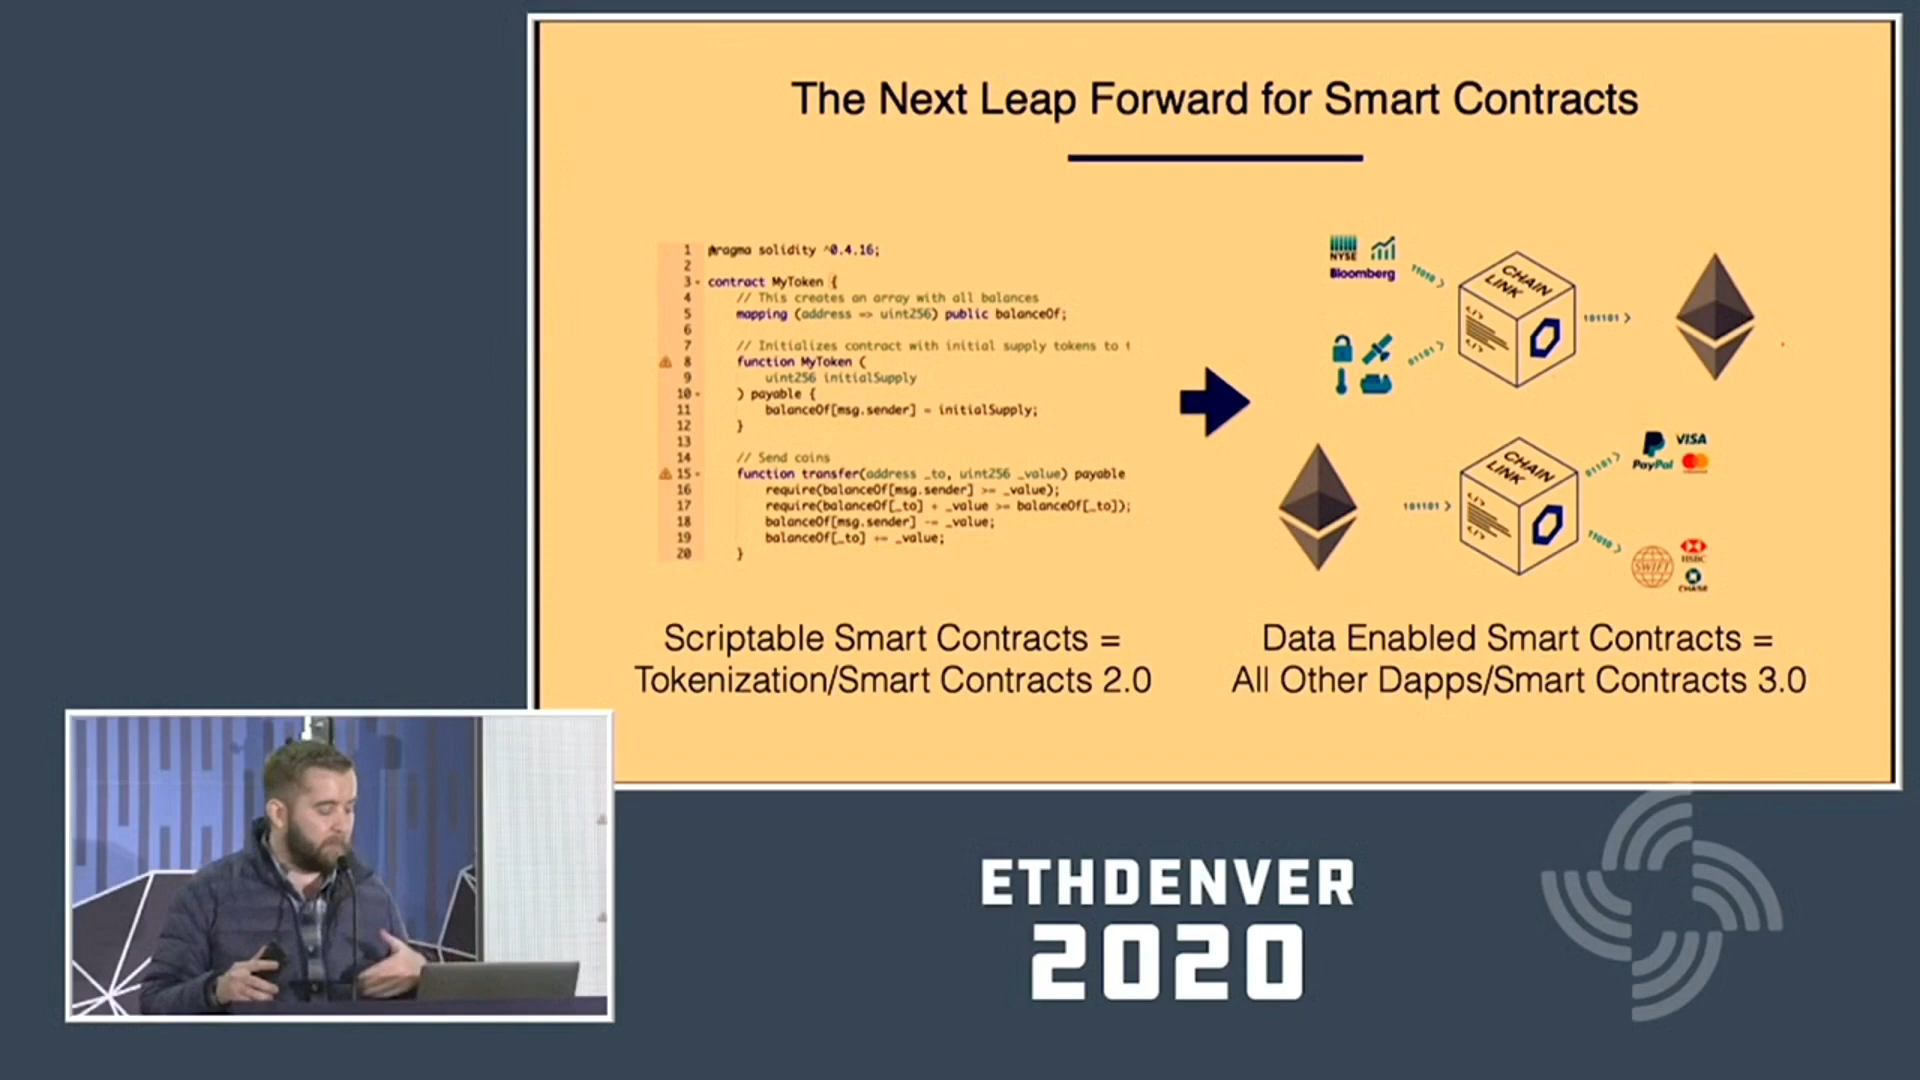 The Next Leap Forward for Smart Contracts
1 pragma solidity ^0.4.16;
2
3 contract MyToken {
4 // This creates an array with all balances
5 mapping (address => uint256) public balanceOf;
6
7 // Initializes contract with initial supply tokens to t
8 function MyToken (
9 uint256 initialSupply
10 ) payable {
11 balanceOf[msg.sender] = initialSupply;
12 }
13
14 // Send coins
15 function transfer(address _to, uint256 _value) payable
16 require(balanceOf[msg.sender] >= _value);
17 require(balanceOf[_to] + _value >= balanceOf[_to]);
18 balanceOf[msg.sender] -= _value;
19 balanceOf[_to] += _value;
20 }
NYSE
Bloomberg
11010
01101
CHAIN
LINK
</>
</>
101101
101101
CHAIN
LINK
</>
</>
01101
11010
PayPal
VISA
SWIFT
HSBC
CHASE
Scriptable Smart Contracts =
Tokenization/Smart Contracts 2.0
Data Enabled Smart Contracts =
All Other Dapps/Smart Contracts 3.0
ETHDENVER
2020